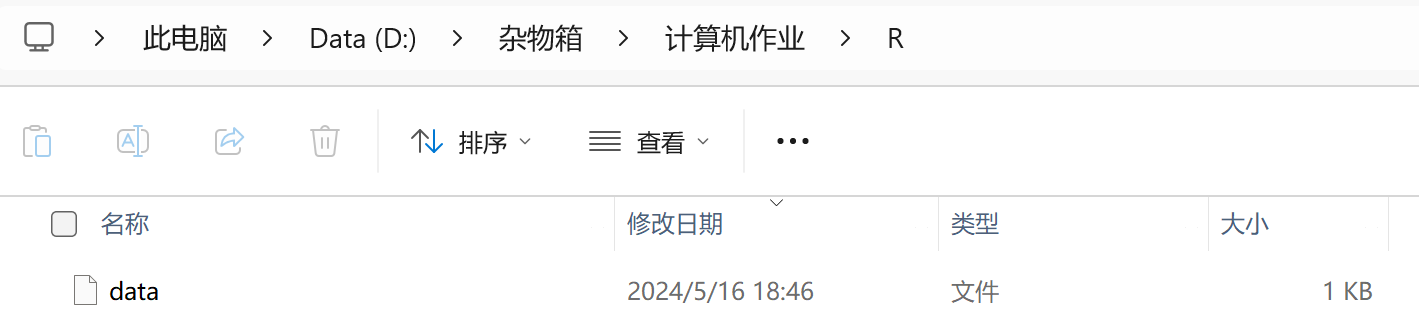 此电脑 Data (D:) 杂物箱 计算机作业 R
排序 查看
名称 修改日期 类型 大小
data 2024/5/16 18:46 文件 1 KB